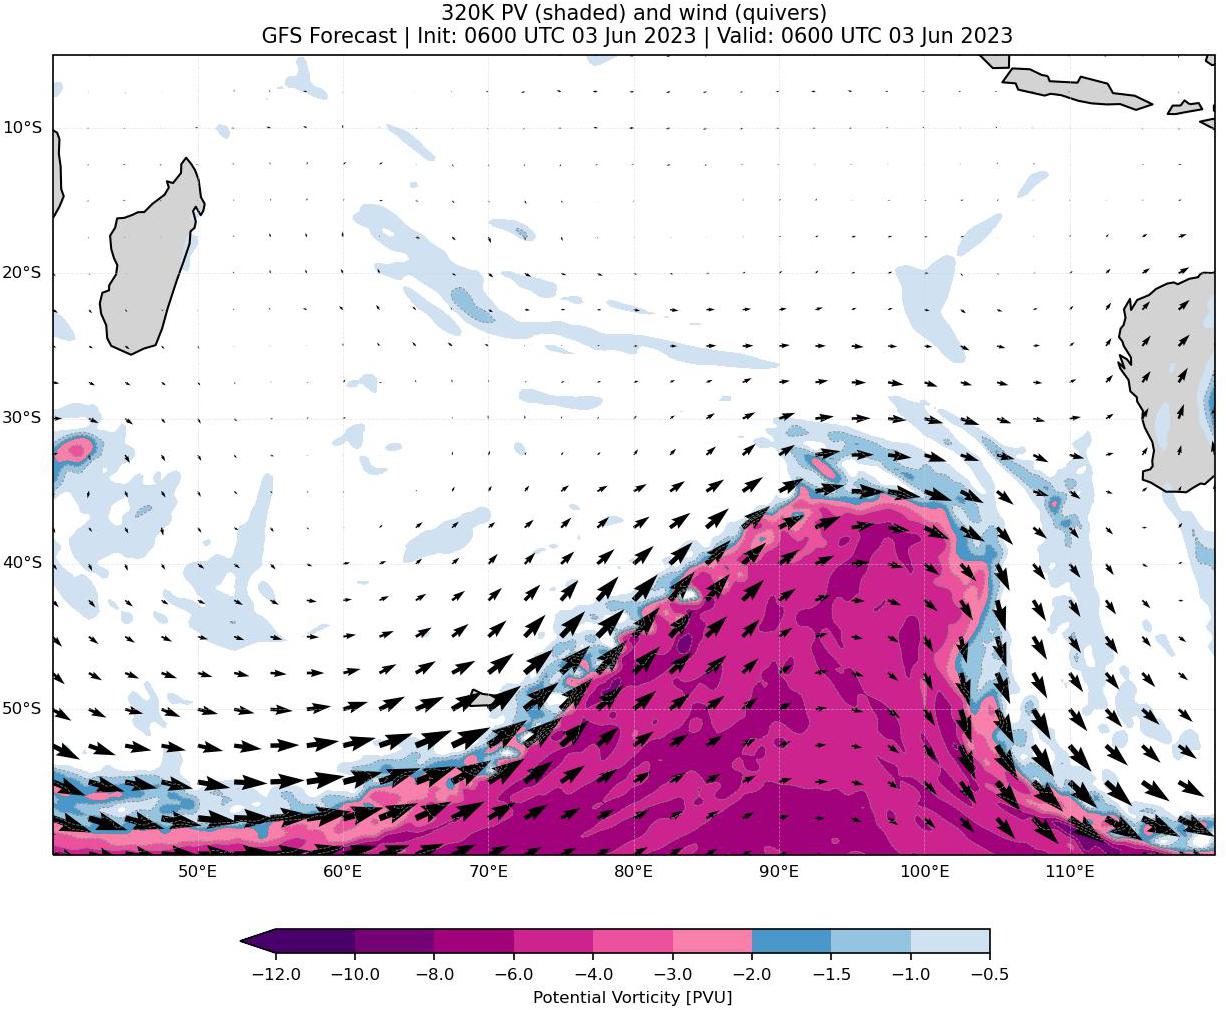 320K PV (shaded) and wind (quivers)
GFS Forecast | Init: 0600 UTC 03 Jun 2023 | Valid: 0600 UTC 03 Jun 2023
10°S
20°S
30°S
40°S
50°S
50°E 60°E 70°E 80°E 90°E 100°E 110°E
−12.0 −10.0 −8.0 −6.0 −4.0 −3.0 −2.0 −1.5 −1.0 −0.5
Potential Vorticity [PVU]